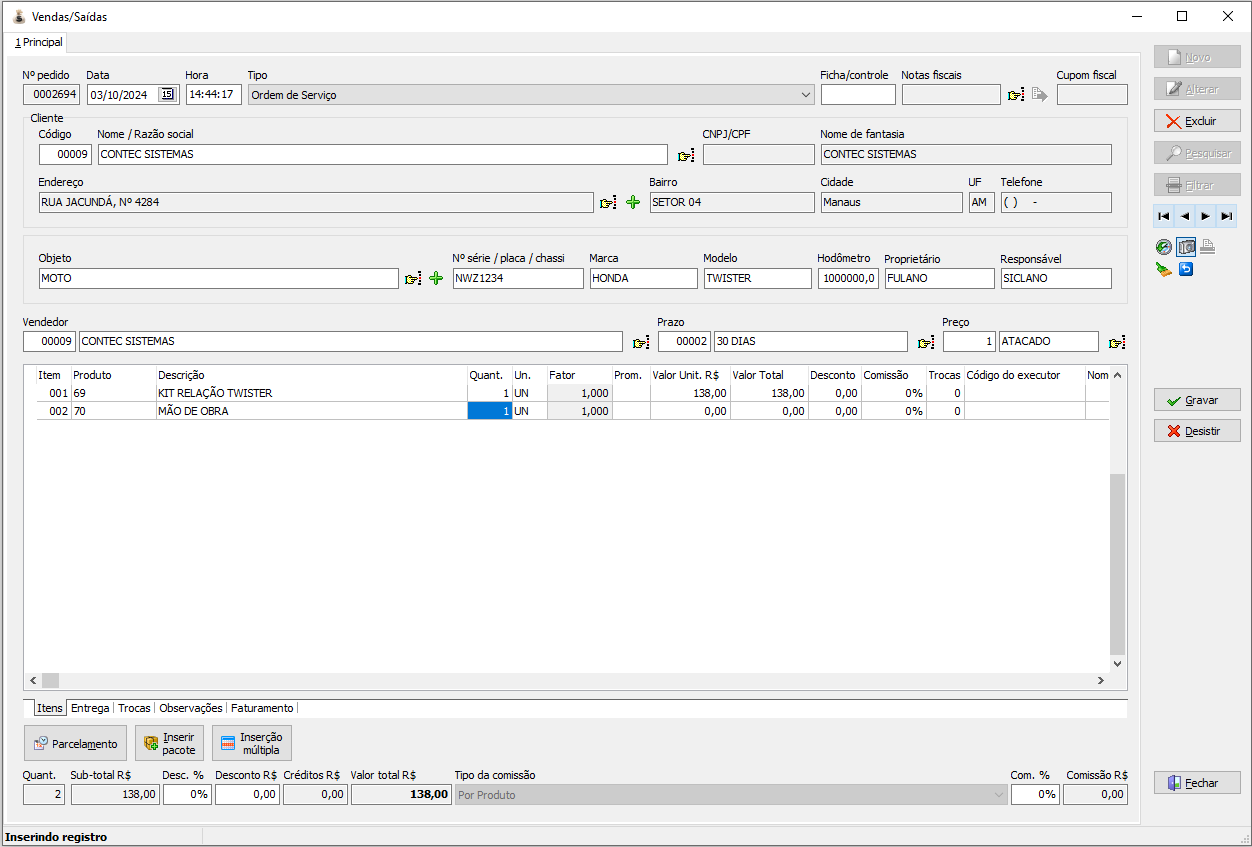 Vendas/Saídas
1 Principal
Nº pedido Data Hora Tipo Ficha/controle Notas fiscais Cupom fiscal
0002694 03/10/2024 15 14:44:17 Ordem de Serviço
Cliente
Código Nome / Razão social CNPJ/CPF Nome de fantasia
00009 CONTEC SISTEMAS CONTEC SISTEMAS
Endereço Bairro Cidade UF Telefone
RUA JACUNDÁ, Nº 4284 SETOR 04 Manaus AM ( ) -
Objeto Nº série / placa / chassi Marca Modelo Hodômetro Proprietário Responsável
MOTO NWZ1234 HONDA TWISTER 1000000,0 FULANO SICLANO
Vendedor Prazo Preço
00009 CONTEC SISTEMAS 00002 30 DIAS 1 ATACADO
Item Produto Descrição Quant. Un. Fator Prom. Valor Unit. R$ Valor Total Desconto Comissão Trocas Código do executor Nom
001 69 KIT RELAÇÃO TWISTER 1 UN 1,000 138,00 138,00 0,00 0% 0
002 70 MÃO DE OBRA 1 UN 1,000 0,00 0,00 0,00 0% 0
Itens Entrega Trocas Observações Faturamento
Parcelamento
Inserir
pacote
Inserção
múltipla
Quant. Sub-total R$ Desc. % Desconto R$ Créditos R$ Valor total R$ Tipo da comissão Com. % Comissão R$
2 138,00 0% 0,00 0,00 138,00 Por Produto 0% 0,00
Inserindo registro
Novo
Alterar
Excluir
Pesquisar
Filtrar
Gravar
Desistir
Fechar